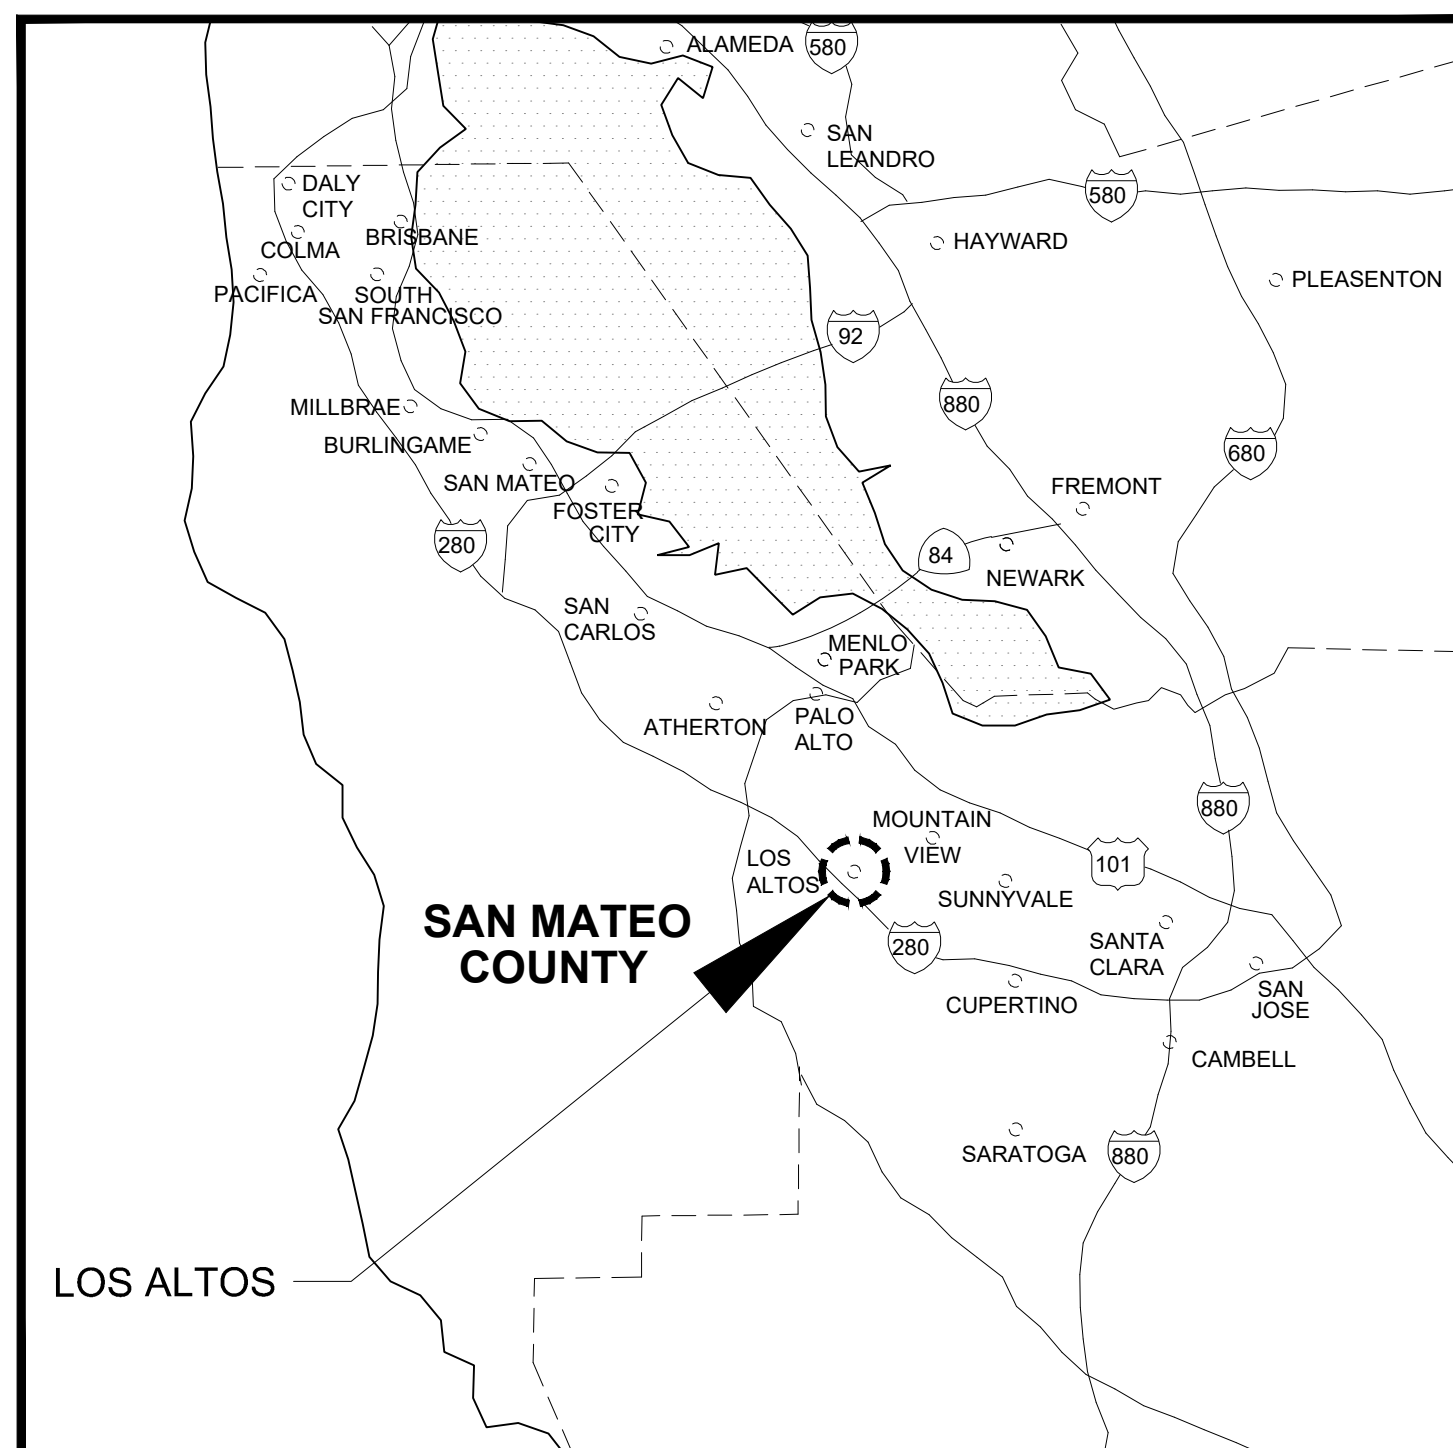 ALAMEDA
580
SAN
LEANDRO
DALY
CITY
580
BRISBANE
COLMA
HAYWARD
PACIFICA
SOUTH
SAN FRANCISCO
PLEASENTON
92
880
MILLBRAE
BURLINGAME
680
SAN MATEO
FREMONT
FOSTER
CITY
280
84
NEWARK
SAN
CARLOS
MENLO
PARK
ATHERTON
PALO
ALTO
880
MOUNTAIN
VIEW
LOS
ALTOS
101
SUNNYVALE
SAN MATEO
COUNTY
280
SANTA
CLARA
CUPERTINO
SAN
JOSE
CAMBELL
SARATOGA
880
LOS ALTOS